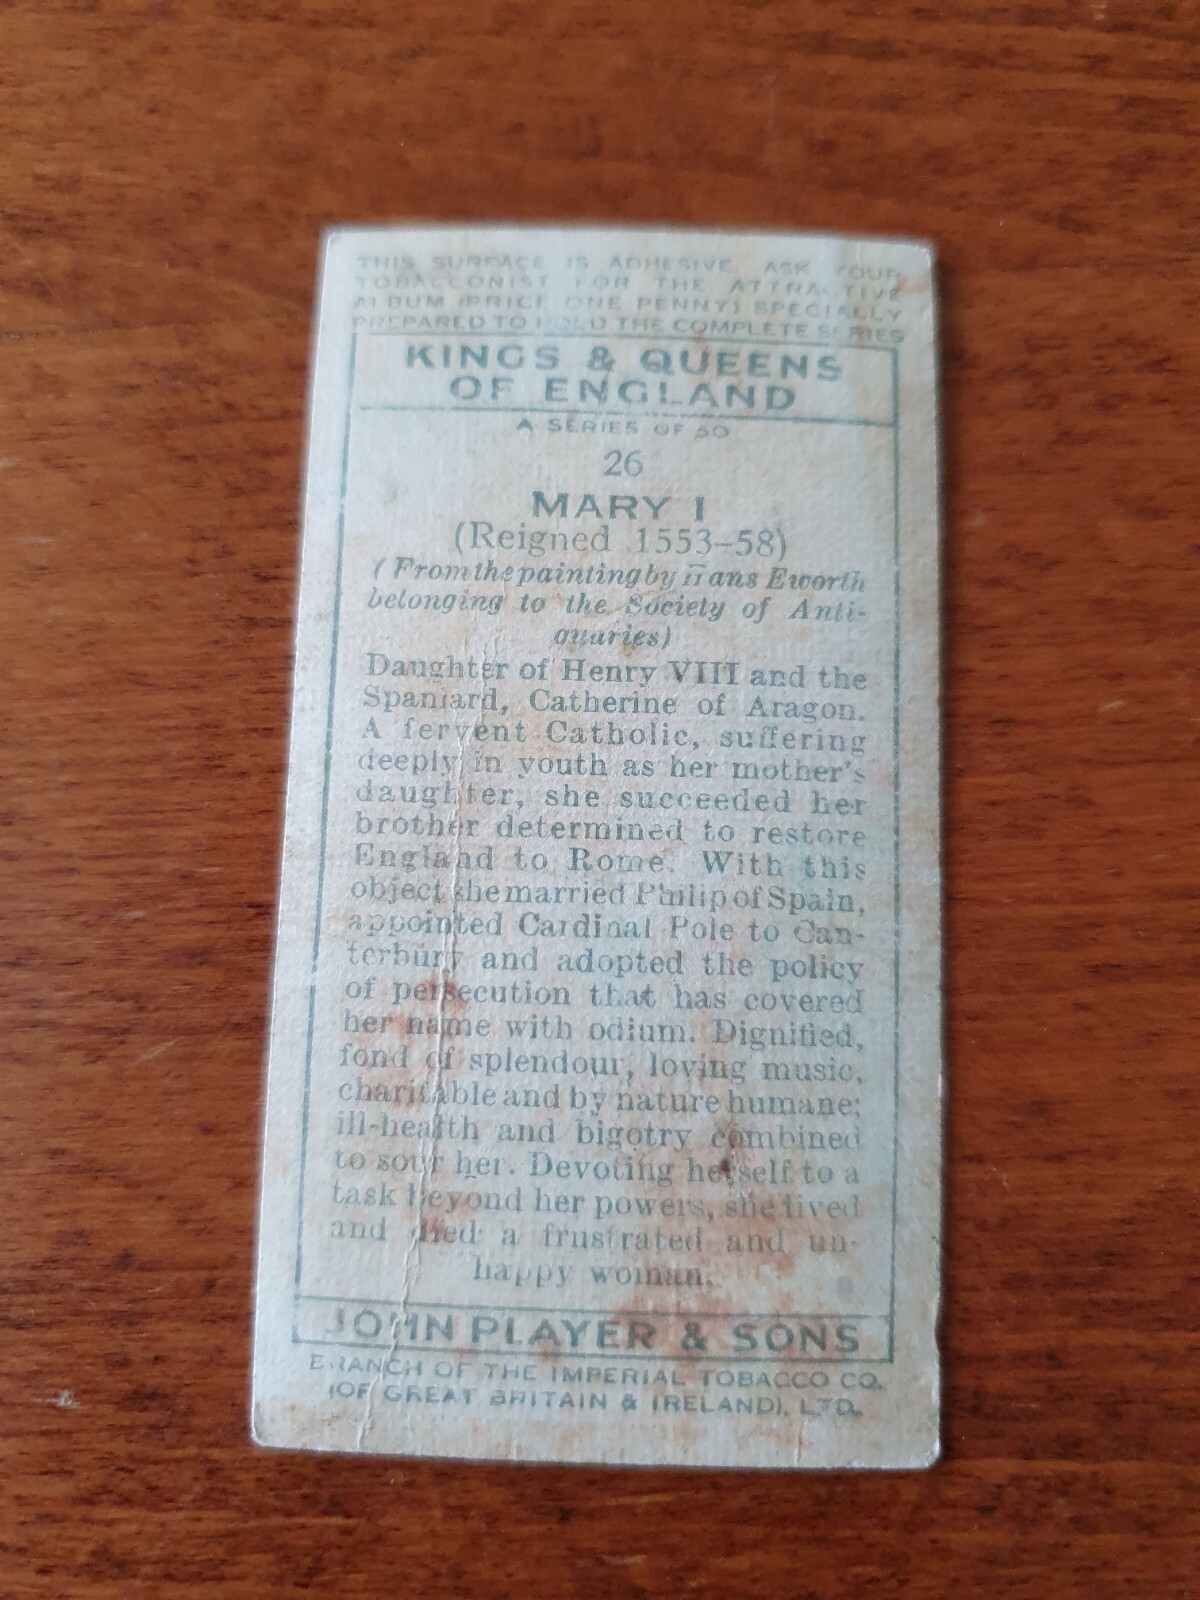 THIS SURFACE IS ADHESIVE. ASK YOUR
TOBACCONIST FOR THE ATTRACTIVE
ALBUM (PRICE ONE PENNY) SPECIALLY
PREPARED TO HOLD THE COMPLETE SERIES
KINGS & QUEENS
OF ENGLAND
A SERIES OF 50
26
MARY I
(Reigned 1553–58)
(From the painting by Hans Eworth
belonging to the Society of Anti-
quaries)
Daughter of Henry VIII and the
Spaniard, Catherine of Aragon.
A fervent Catholic, suffering
deeply in youth as her mother's
daughter, she succeeded her
brother determined to restore
England to Rome. With this
object she married Philip of Spain,
appointed Cardinal Pole to Can-
terbury and adopted the policy
of persecution that has covered
her name with odium. Dignified,
fond of splendour, loving music,
charitable and by nature humane;
ill-health and bigotry combined
to sour her. Devoting herself to a
task beyond her powers, she lived
and died a frustrated and un-
happy woman.
JOHN PLAYER & SONS
BRANCH OF THE IMPERIAL TOBACCO CO.
(OF GREAT BRITAIN & IRELAND), LTD.